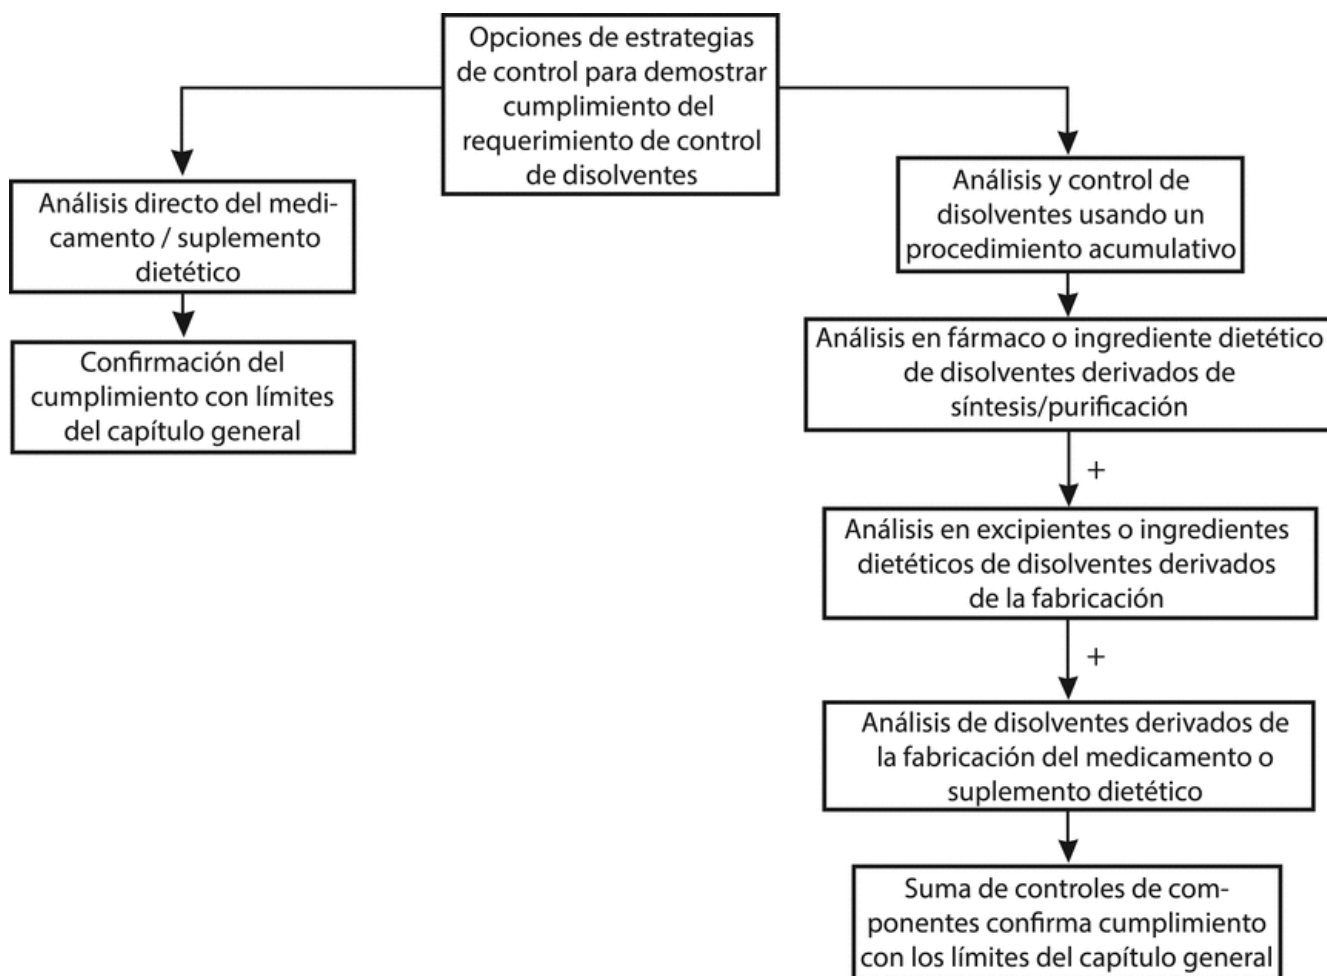 Opciones de estrategias
de control para demostrar
cumplimiento del
requerimiento de control
de disolventes
Análisis directo del medi-
camento / suplemento
dietético
Confirmación del
cumplimiento con límites
del capítulo general
Análisis y control de
disolventes usando un
procedimiento acumulativo
Análisis en fármaco o ingrediente dietético
de disolventes derivados de
síntesis/purificación
+
Análisis en excipientes o ingredientes
dietéticos de disolventes derivados
de la fabricación
+
Análisis de disolventes derivados de
la fabricación del medicamento o
suplemento dietético
Suma de controles de com-
ponentes confirma cumplimiento
con los límites del capítulo general